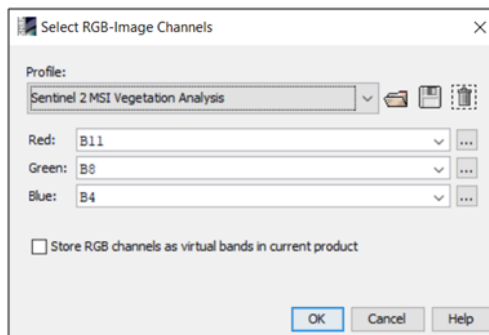 Select RGB-Image Channels
Profile:
Sentinel 2 MSI Vegetation Analysis
Red: B11 ...
Green: B8 ...
Blue: B4 ...
Store RGB channels as virtual bands in current product
OK Cancel Help